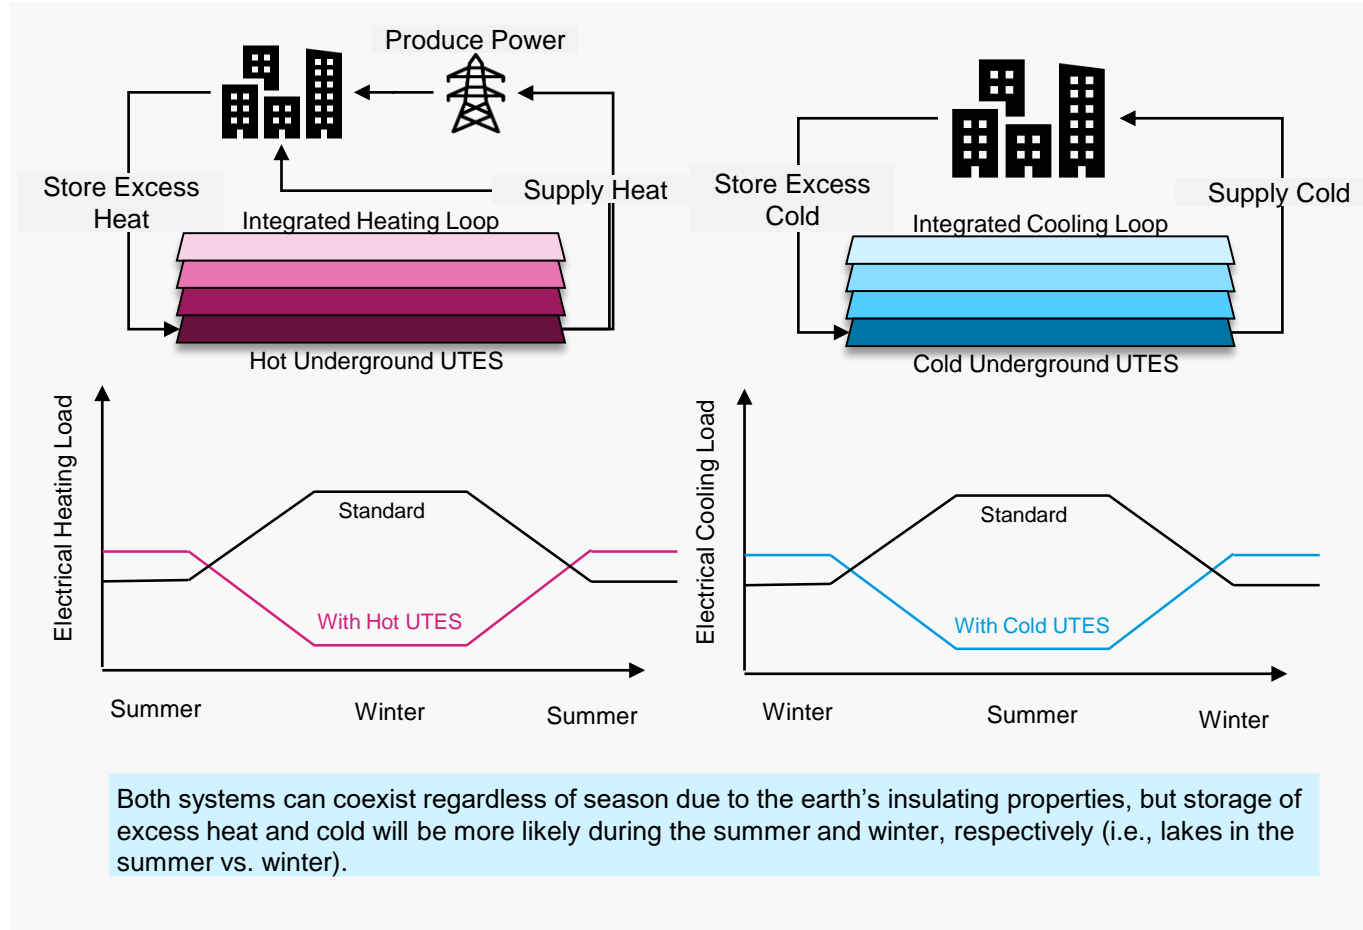 Produce Power
Store Excess
Heat
Supply Heat
Integrated Heating Loop
Hot Underground UTES
Store Excess
Cold
Supply Cold
Integrated Cooling Loop
Cold Underground UTES
Electrical Heating Load
Standard
With Hot UTES
Summer
Winter
Summer
Electrical Cooling Load
Standard
With Cold UTES
Winter
Summer
Winter
Both systems can coexist regardless of season due to the earth’s insulating properties, but storage of
excess heat and cold will be more likely during the summer and winter, respectively (i.e., lakes in the
summer vs. winter).